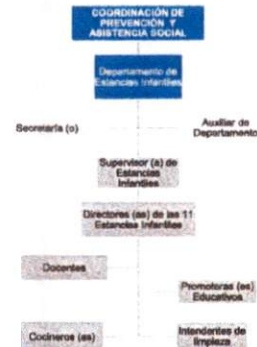 COORDINACIÓN DE
PREVENCIÓN Y
ASISTENCIA SOCIAL
Departamento de
Estancias Infantiles
Secretaria (o)
Auxiliar de
Departamento
Supervisor (a) de
Estancias
Infantiles
Directores (as) de las 11
Estancias Infantiles
Docentes
Promotoras (es)
Educativos
Cocineros (as)
Intendentes de
limpieza